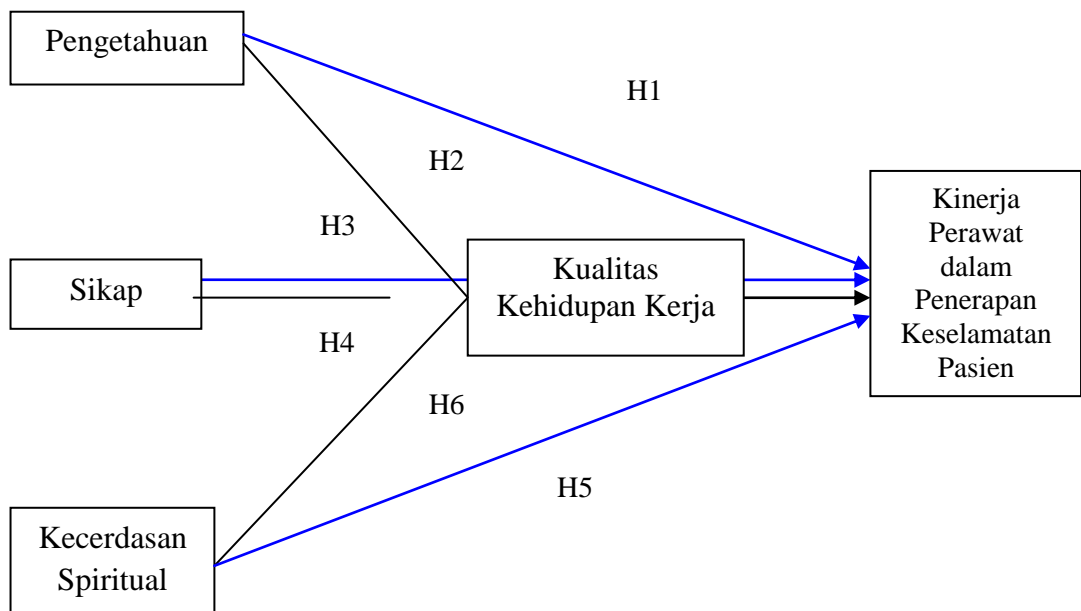 Pengetahuan
H1
H2
H3
Sikap
Kualitas
Kehidupan Kerja
Kinerja
Perawat
dalam
Penerapan
Keselamatan
Pasien
H4
H6
H5
Kecerdasan
Spiritual